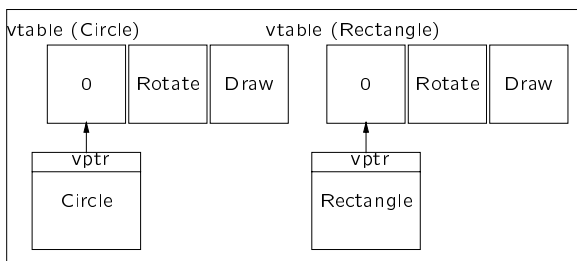 vtable (Circle) vtable (Rectangle)
0 Rotate Draw 0 Rotate Draw
vptr vptr
Circle Rectangle